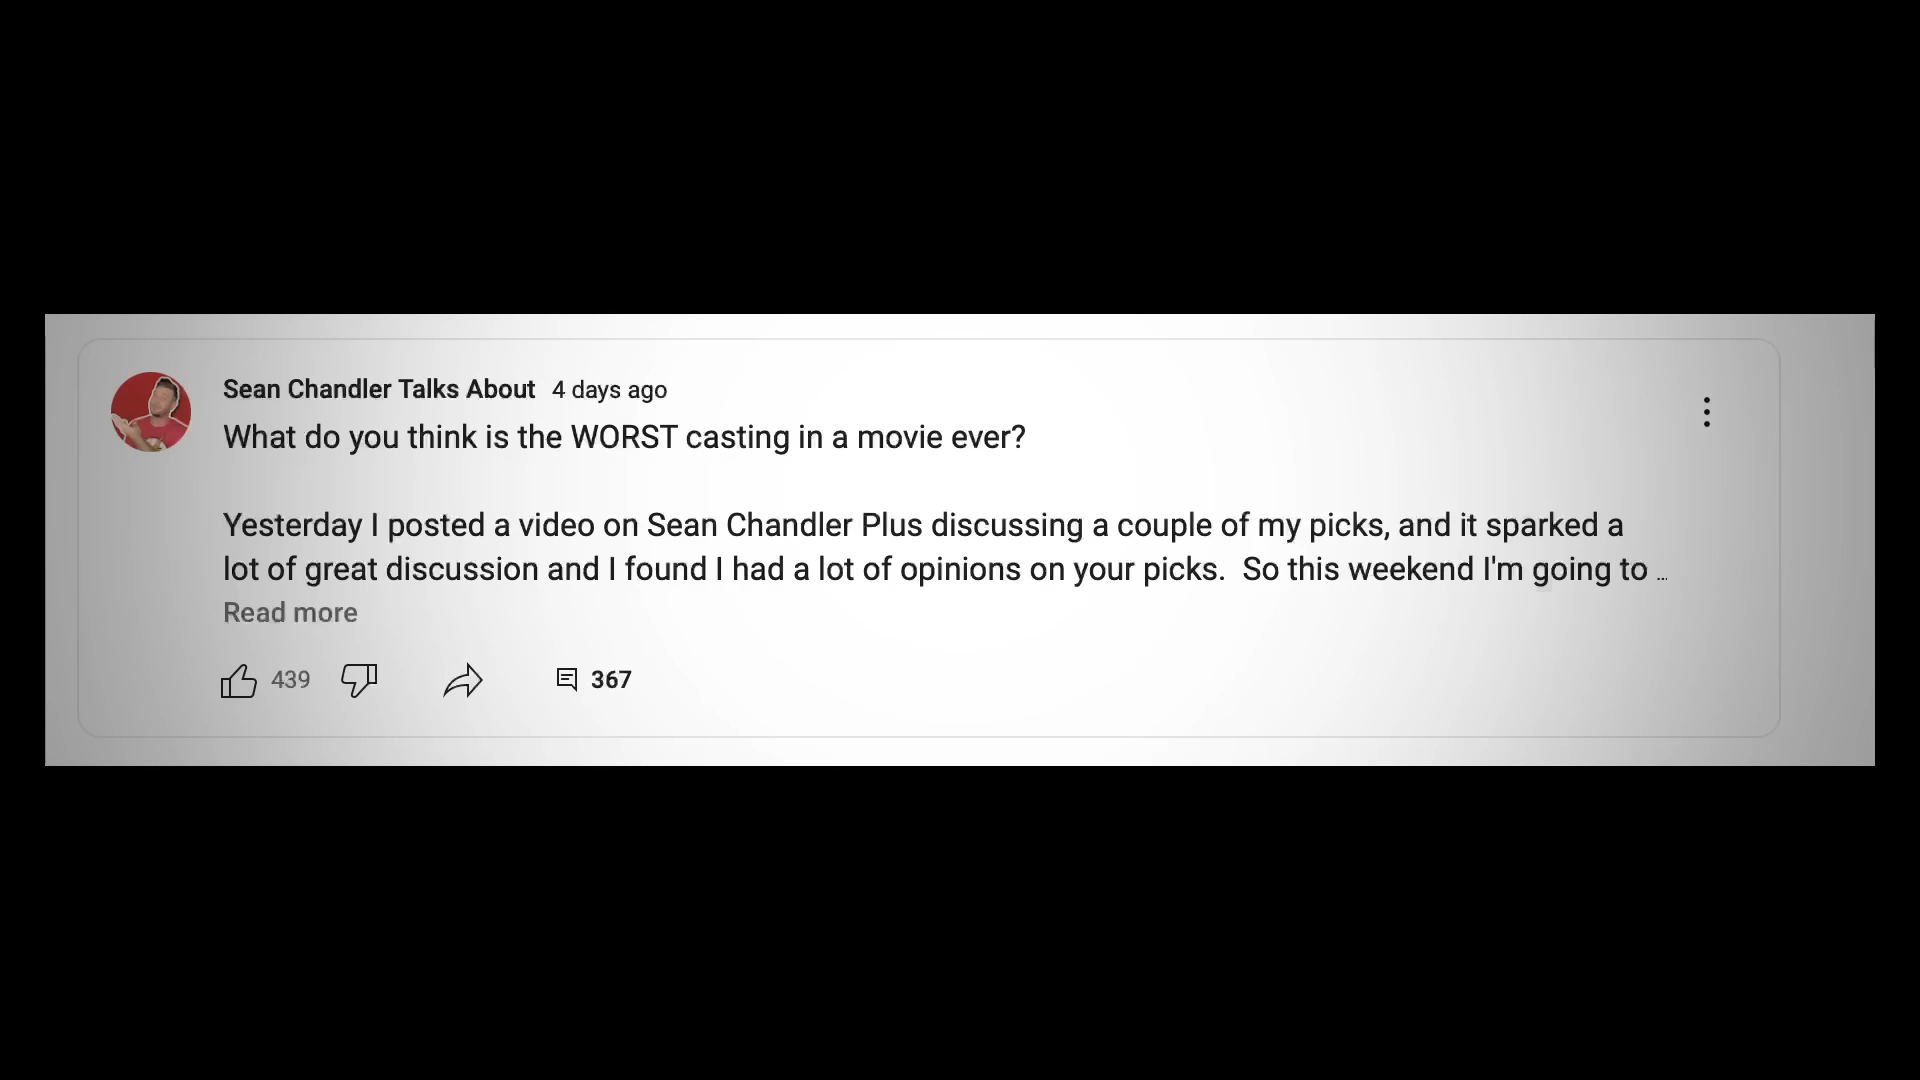 Sean Chandler Talks About 4 days ago
What do you think is the WORST casting in a movie ever?
Yesterday I posted a video on Sean Chandler Plus discussing a couple of my picks, and it sparked a
lot of great discussion and I found I had a lot of opinions on your picks.  So this weekend I'm going to ...
Read more
439 367